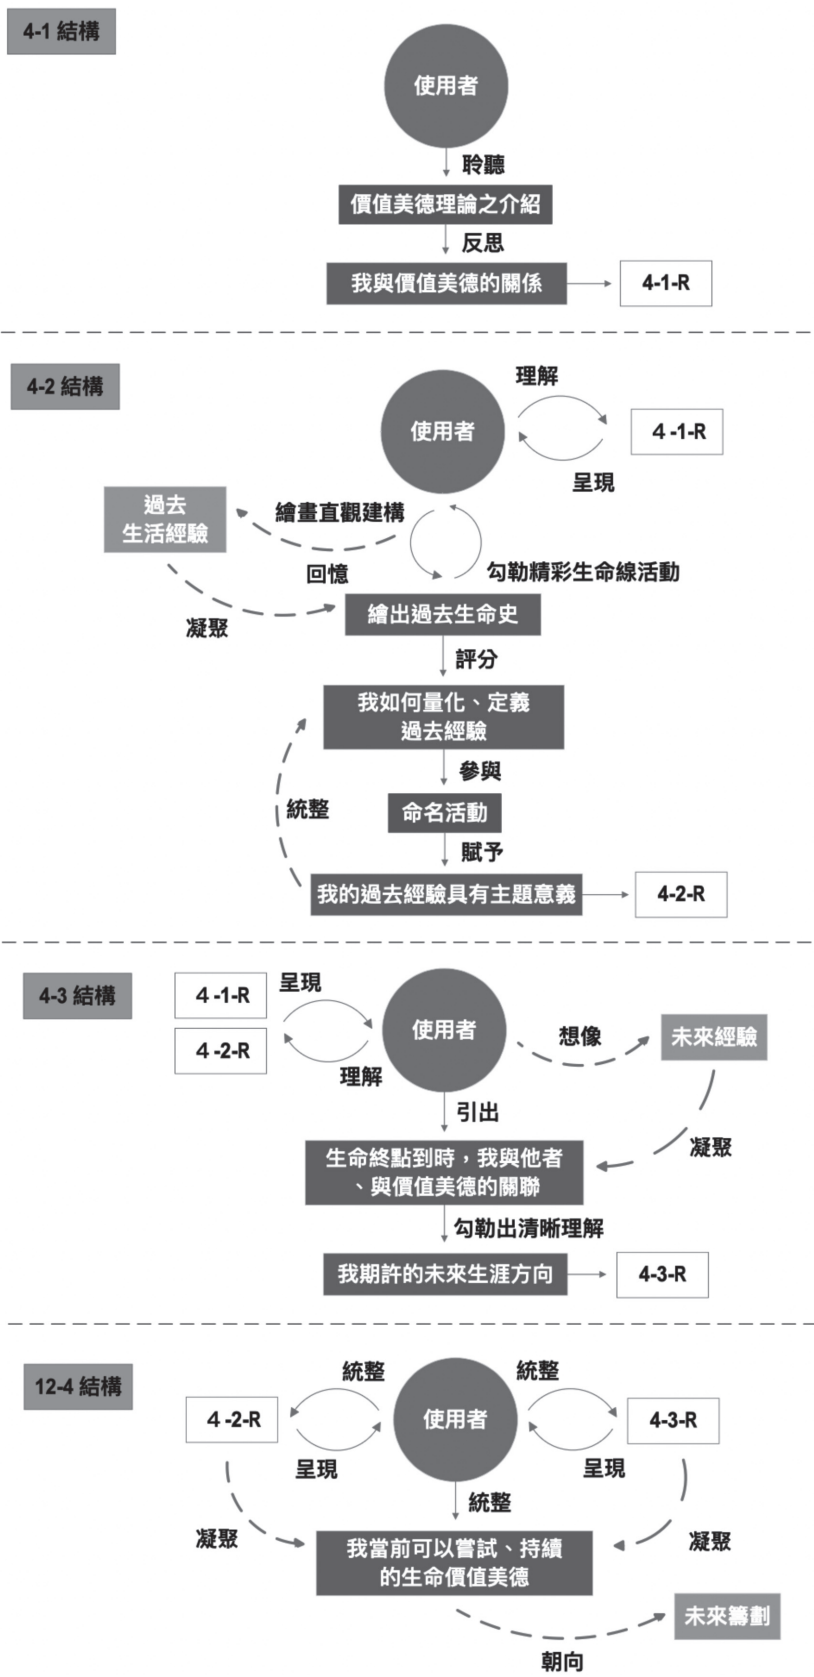 4-1 結構
使用者
聆聽
價值美德理論之介紹
反思
我與價值美德的關係
4-1-R
4-2 結構
使用者
理解
４-1-R
呈現
過去
生活經驗
繪畫直觀建構
回憶
勾勒精彩生命線活動
凝聚
繪出過去生命史
評分
我如何量化、定義
過去經驗
參與
統整
命名活動
賦予
我的過去經驗具有主題意義
4-2-R
4-3 結構
４-1-R
４-2-R
呈現
理解
使用者
想像
未來經驗
引出
凝聚
生命終點到時，我與他者
、與價值美德的關聯
勾勒出清晰理解
我期許的未來生涯方向
4-3-R
12-4 結構
４-2-R
統整
呈現
使用者
統整
呈現
4-3-R
統整
凝聚
凝聚
我當前可以嘗試、持續
的生命價值美德
未來籌劃
朝向